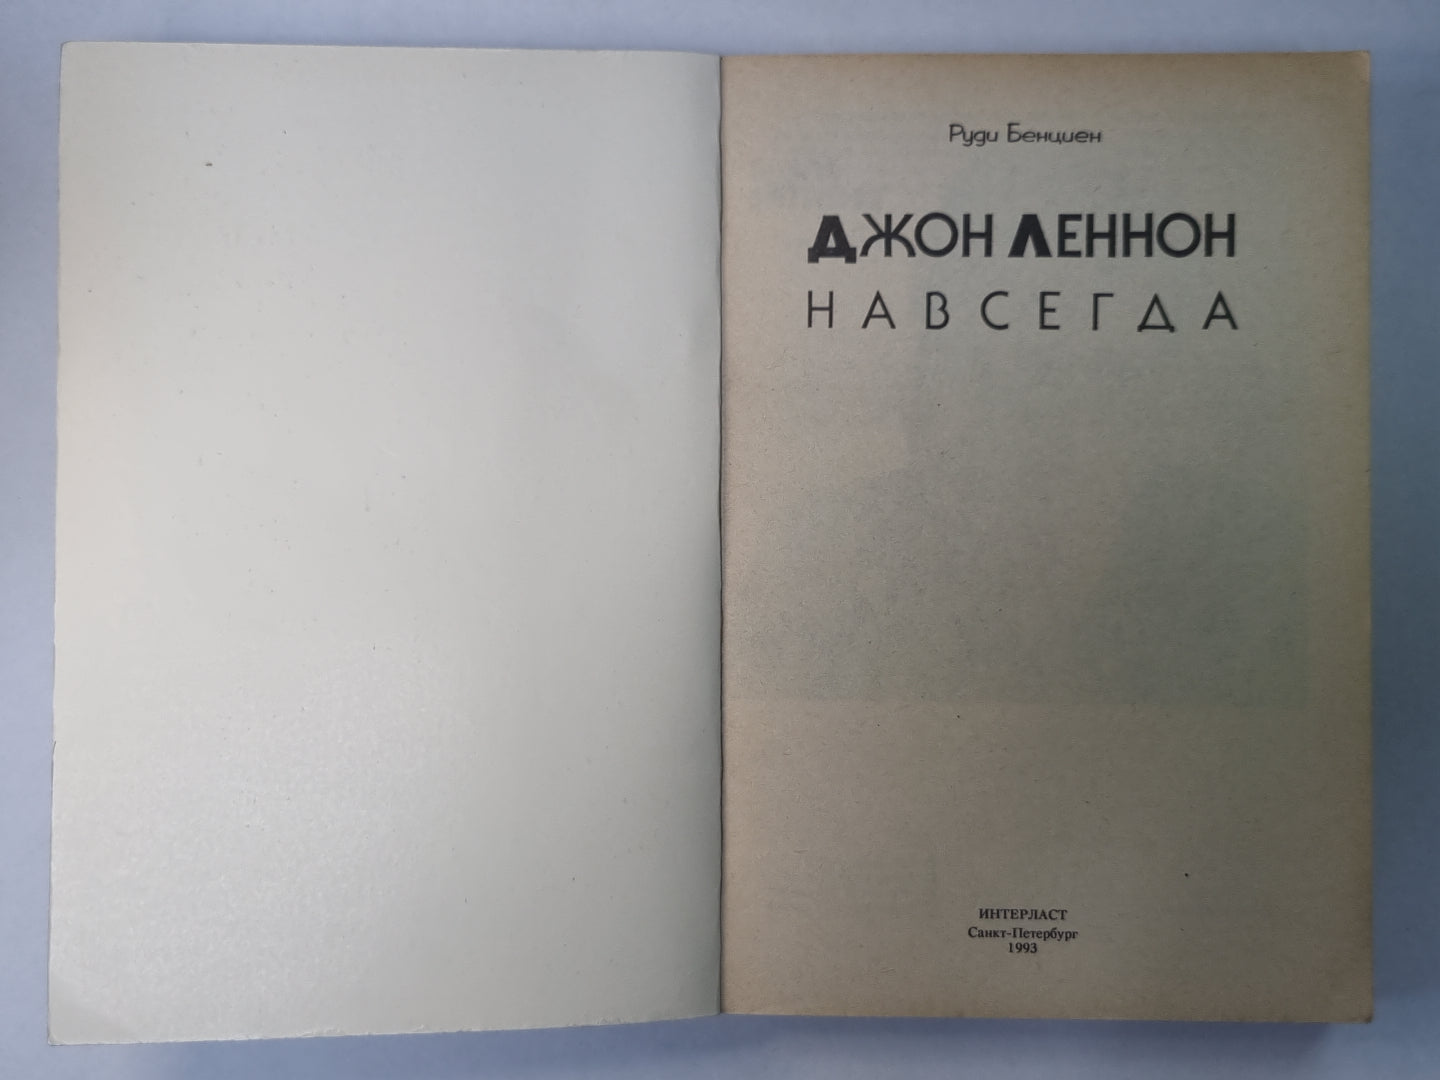 Руди Бенциен
ДЖОН ЛЕННОН
НАВСЕГДА
ИНТЕРЛАСТ
Санкт-Петербург
1993